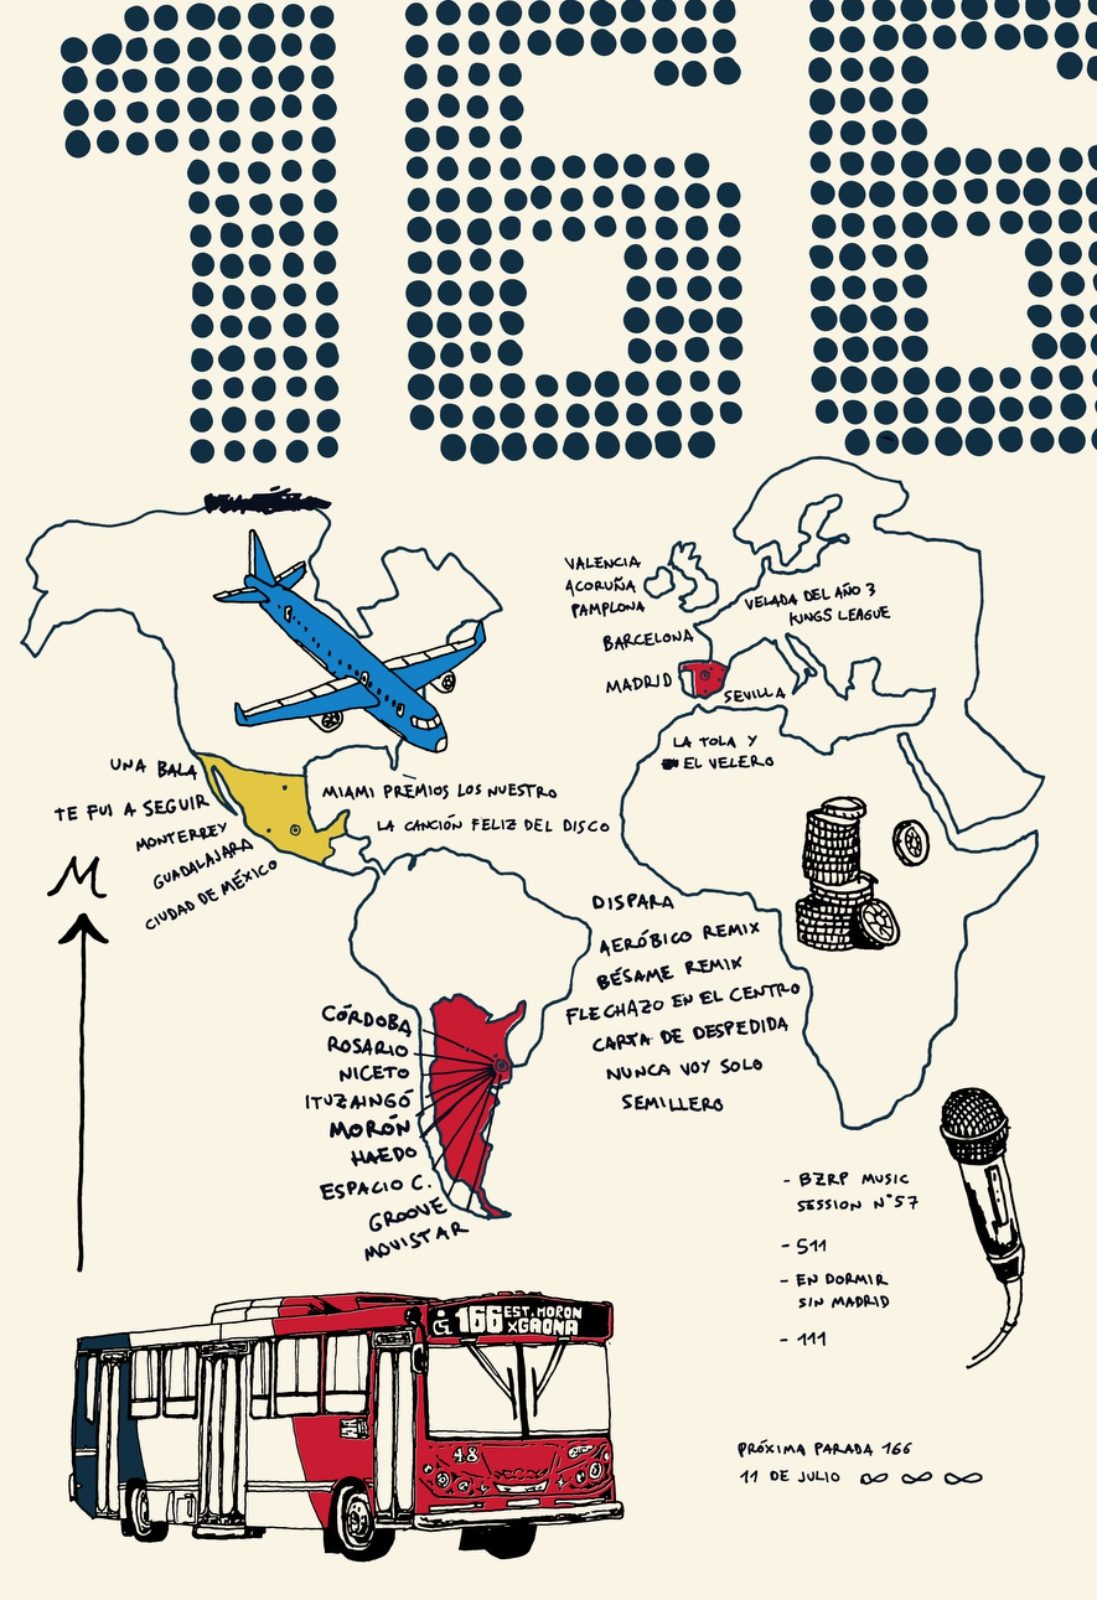 166
VALENCIA
ACORUÑA
PAMPLONA
BARCELONA
MADRID
SEVILLA
VELADA DEL AÑO 3
KINGS LEAGUE
LA TOLA Y
EL VELERO
UNA BALA
TE FUI A SEGUIR
MONTERREY
GUADALAJARA
CIUDAD DE MÉXICO
MIAMI PRÈMIOS LOS NUESTRO
LA CANCIÓN FELIZ DEL DISCO
M
DISPARA
AERÓBICO REMIX
BÉSAME REMIX
FLECHAZO EN EL CENTRO
CARTA DE DESPEDIDA
NUNCA VOY SOLO
SEMILLERO
CÓRDOBA
ROSARIO
NICETO
ITUZAINGÓ
MORÓN
HAEDO
ESPACIO C.
GROOVE
MOVISTAR
- BZRP MUSIC
SESSION N°57
- 511
- EN DORMIR
SIN MADRID
- 111
166 EST. MORON
X GAONA
48
PRÓXIMA PARADA 166
11 DE JULIO ∞ ∞ ∞